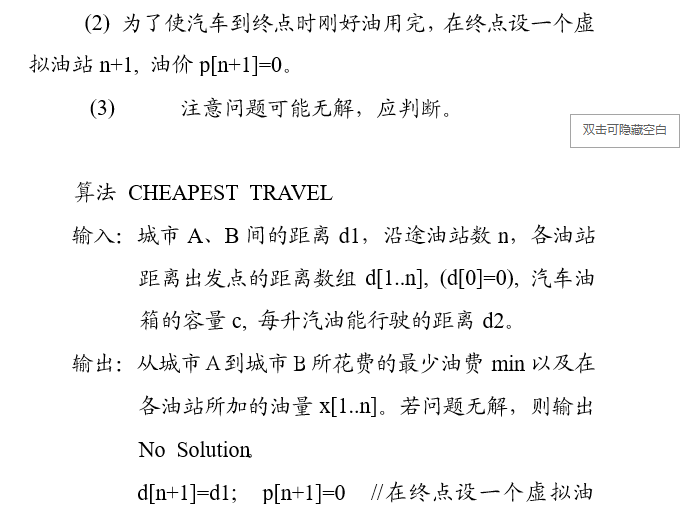 (2) 为了使汽车到终点时刚好油用完，在终点设一个虚
拟油站 n+1, 油价 p[n+1]=0。
(3) 注意问题可能无解，应判断。
双击可隐藏空白
算法 CHEAPEST TRAVEL
输入：城市 A、B 间的距离 d1，沿途油站数 n，各油站
距离出发点的距离数组 d[1..n], (d[0]=0), 汽车油
箱的容量 c, 每升汽油能行驶的距离 d2。
输出：从城市 A 到城市 B 所花费的最少油费 min 以及在
各油站所加的油量 x[1..n]。若问题无解，则输出
No Solution。
d[n+1]=d1; p[n+1]=0 //在终点设一个虚拟油